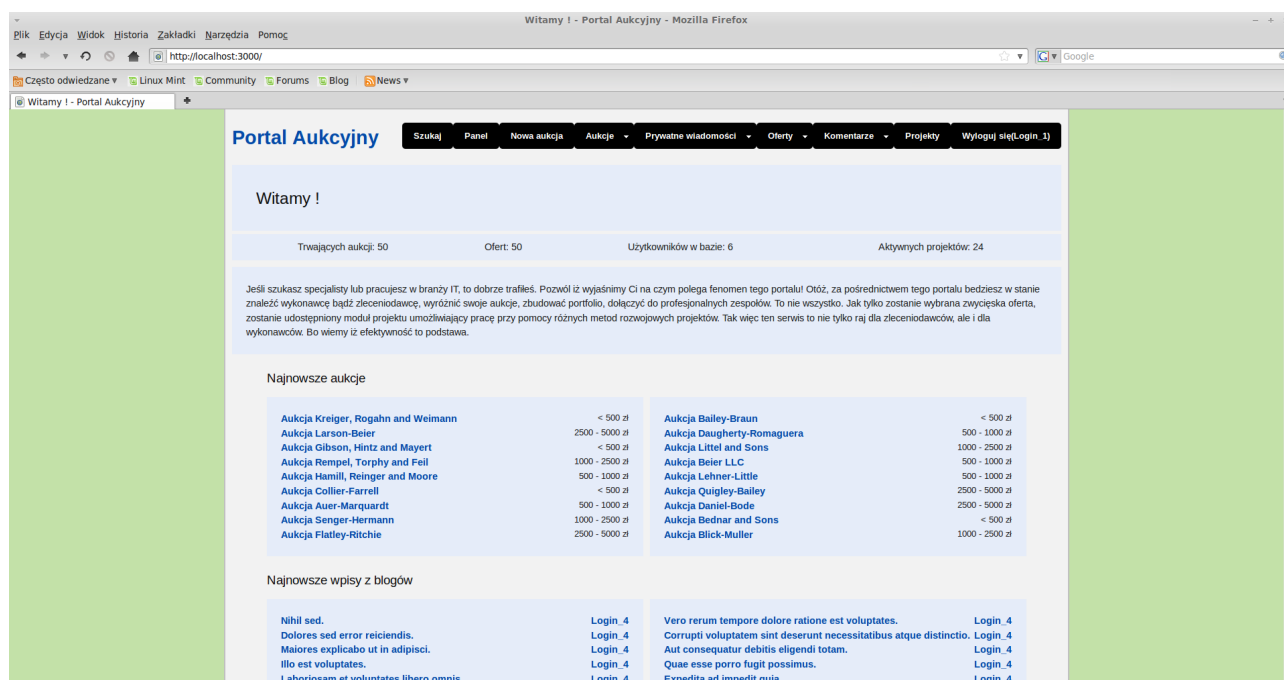 Witamy ! - Portal Aukcyjny - Mozilla Firefox
Plik Edycja Widok Historia Zakładki Narzędzia Pomoc
http://localhost:3000/ Google
Często odwiedzane Linux Mint Community Forums Blog News
Witamy ! - Portal Aukcyjny
Portal Aukcyjny Szukaj Panel Nowa aukcja Aukcje Prywatne wiadomości Oferty Komentarze Projekty Wyloguj się(Login_1)
Witamy !
Trwających aukcji: 50 Ofert: 50 Użytkowników w bazie: 6 Aktywnych projektów: 24
Jeśli szukasz specjalisty lub pracujesz w branży IT, to dobrze trafiłeś. Pozwól iż wyjaśnimy Ci na czym polega fenomen tego portalu! Otóż, za pośrednictwem tego portalu bedziesz w stanie
znaleźć wykonawcę bądź zleceniodawcę, wyróżnić swoje aukcje, zbudować portfolio, dołączyć do profesjonalnych zespołów. To nie wszystko. Jak tylko zostanie wybrana zwycięska oferta,
zostanie udostępniony moduł projektu umożliwiający pracę przy pomocy różnych metod rozwojowych projektów. Tak więc ten serwis to nie tylko raj dla zleceniodawców, ale i dla
wykonawców. Bo wiemy iż efektywność to podstawa.
Najnowsze aukcje
Aukcja Kreiger, Rogahn and Weimann < 500 zł Aukcja Bailey-Braun < 500 zł
Aukcja Larson-Beier 2500 - 5000 zł Aukcja Daugherty-Romaguera 500 - 1000 zł
Aukcja Gibson, Hintz and Mayert < 500 zł Aukcja Littel and Sons 1000 - 2500 zł
Aukcja Rempel, Torphy and Feil 1000 - 2500 zł Aukcja Beier LLC 500 - 1000 zł
Aukcja Hamill, Reinger and Moore 500 - 1000 zł Aukcja Lehner-Little 500 - 1000 zł
Aukcja Collier-Farrell < 500 zł Aukcja Quigley-Bailey 2500 - 5000 zł
Aukcja Auer-Marquardt 500 - 1000 zł Aukcja Daniel-Bode 2500 - 5000 zł
Aukcja Senger-Hermann 1000 - 2500 zł Aukcja Bednar and Sons < 500 zł
Aukcja Flatley-Ritchie 2500 - 5000 zł Aukcja Blick-Muller 1000 - 2500 zł
Najnowsze wpisy z blogów
Nihil sed. Login_4 Vero rerum tempore dolore ratione est voluptates. Login_4
Dolores sed error reiciendis. Login_4 Corrupti voluptatem sint deserunt necessitatibus atque distinctio. Login_4
Maiores explicabo ut in adipisci. Login_4 Aut consequatur debitis eligendi totam. Login_4
Illo est voluptates. Login_4 Quae esse porro fugit possimus. Login_4
Laboriosam et voluptates libero omnis. Login_4 Expedita ad impedit quia. Login_4